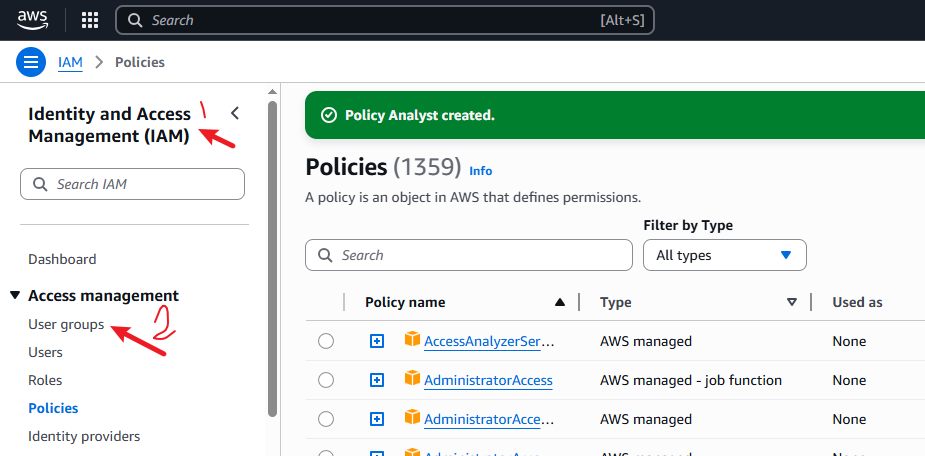 aws
Search [Alt+S]
IAM > Policies
Identity and Access
Management (IAM)
1
Search IAM
Dashboard
Access management
User groups
2
Users
Roles
Policies
Identity providers
Policy Analyst created.
Policies (1359) Info
A policy is an object in AWS that defines permissions.
Filter by Type
Search
All types
Policy name Type Used as
AccessAnalyzerSer... AWS managed None
AdministratorAccess AWS managed - job function None
AdministratorAcce... AWS managed None